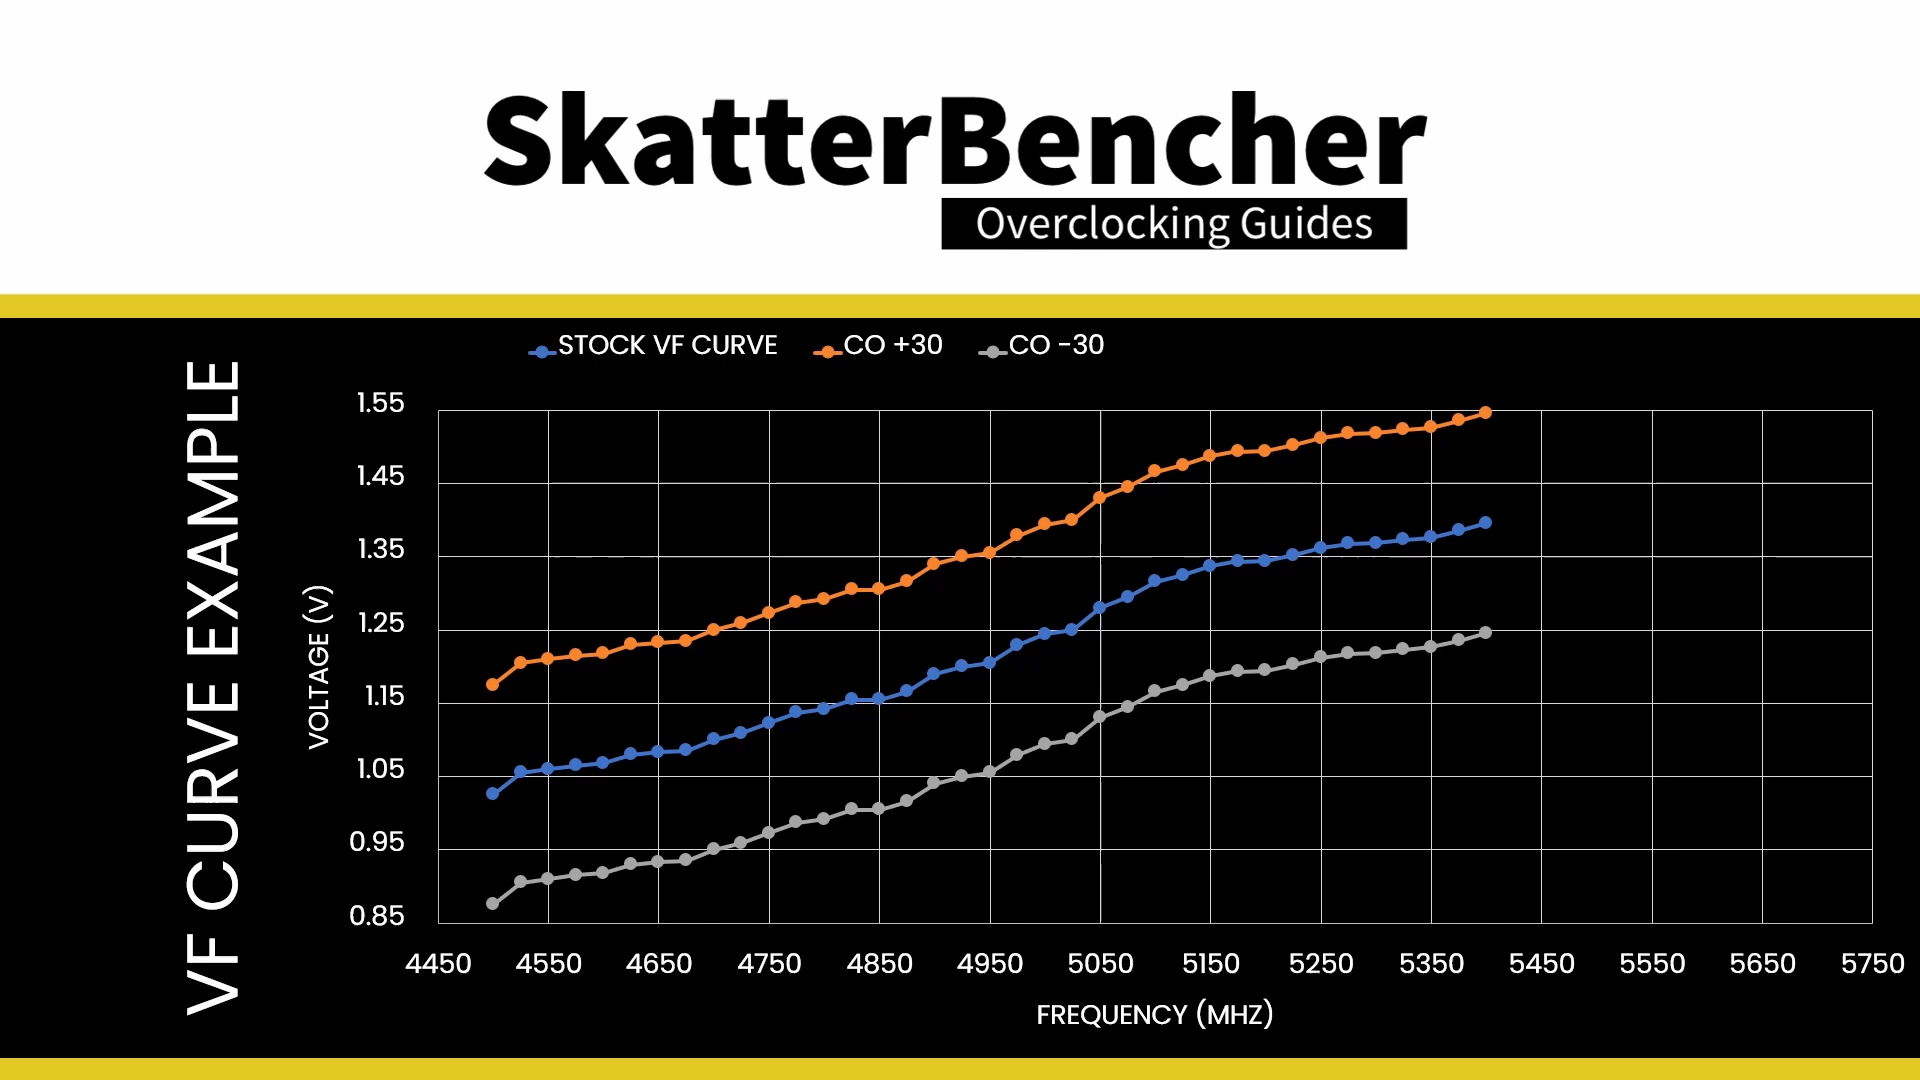 SkatterBencher
Overclocking Guides
STOCK VF CURVE CO +30 CO -30
VF CURVE EXAMPLE
VOLTAGE (V)
1.55
1.45
1.35
1.25
1.15
1.05
0.95
0.85
4450 4550 4650 4750 4850 4950 5050 5150 5250 5350 5450 5550 5650 5750
FREQUENCY (MHZ)